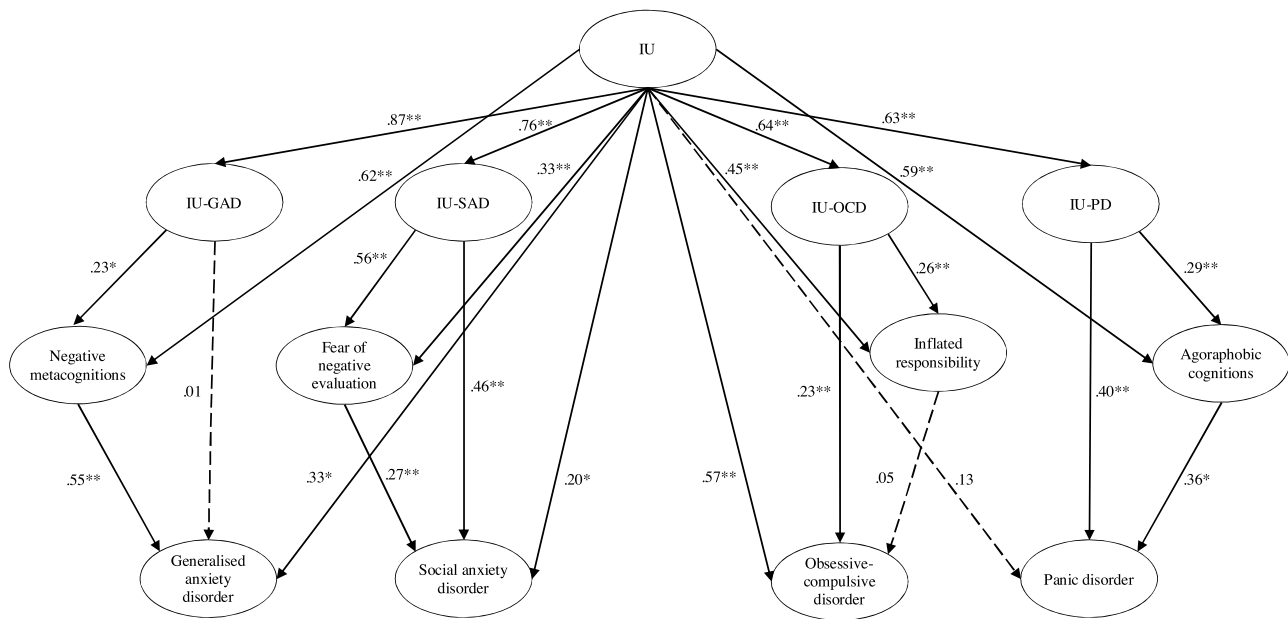 IU
.87**
.76**
.64**
.63**
.62**
.33**
.45**
.59**
IU-GAD
IU-SAD
IU-OCD
IU-PD
.23*
.56**
.26**
.29**
Negative
metacognitions
Fear of
negative
evaluation
Inflated
responsibility
Agoraphobic
cognitions
.01
.46**
.23**
.40**
.55**
.33*
.27**
.20*
.57**
.05
.13
.36*
Generalised
anxiety
disorder
Social anxiety
disorder
Obsessive-
compulsive
disorder
Panic disorder